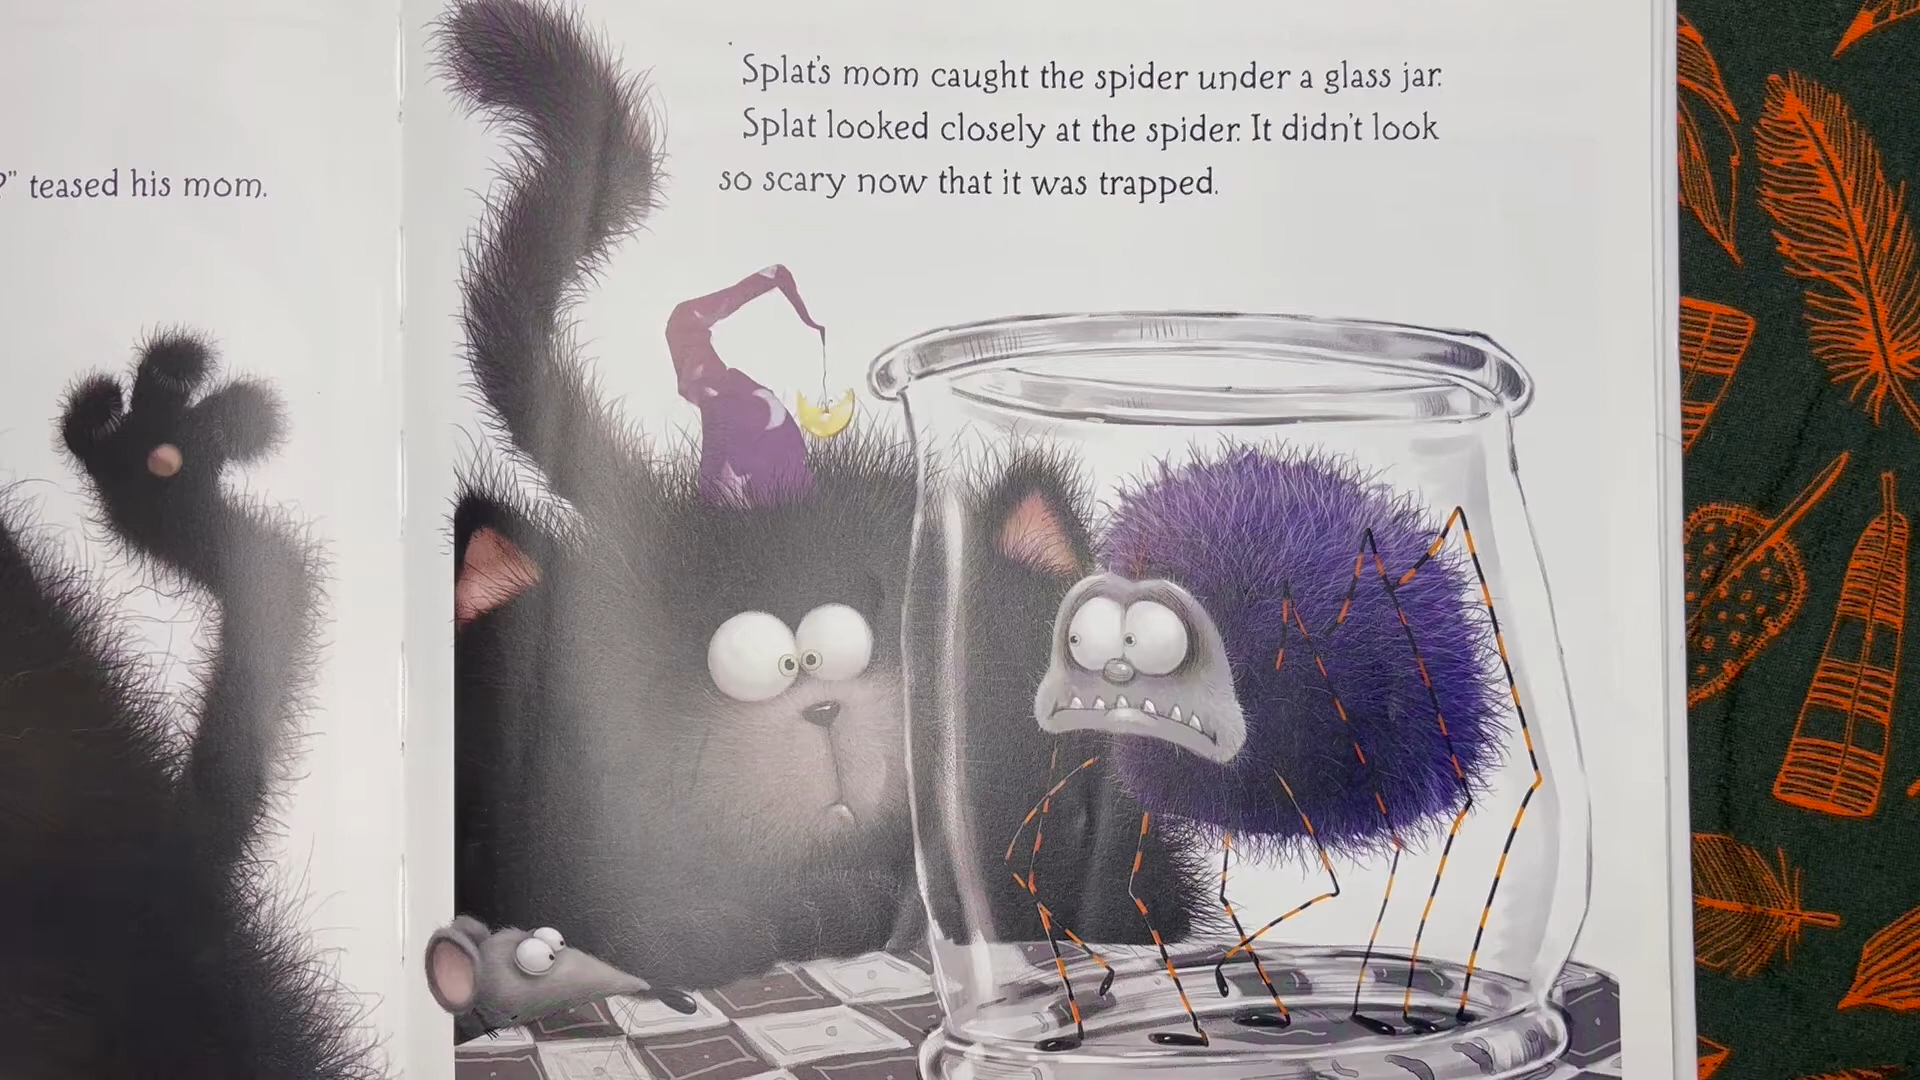 " teased his mom.
Splat's mom caught the spider under a glass jar.
Splat looked closely at the spider. It didn't look
so scary now that it was trapped.